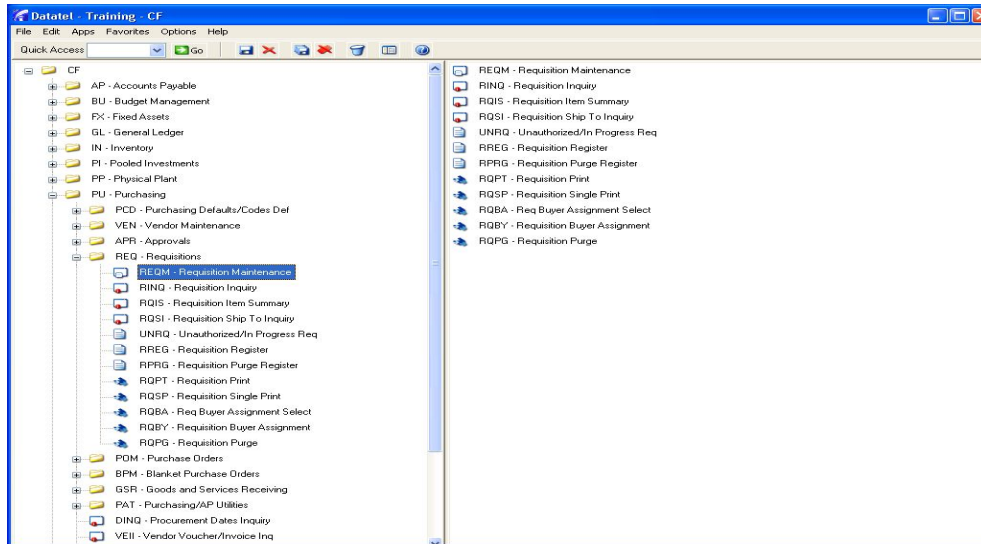 Datatel - Training - CF
File Edit Apps Favorites Options Help
Quick Access Go
CF
AP - Accounts Payable
BU - Budget Management
FX - Fixed Assets
GL - General Ledger
IN - Inventory
PI - Pooled Investments
PP - Physical Plant
PU - Purchasing
PCD - Purchasing Defaults/Codes Def
VEN - Vendor Maintenance
APR - Approvals
REQ - Requisitions
REQM - Requisition Maintenance
RINQ - Requisition Inquiry
RQIS - Requisition Item Summary
RQSI - Requisition Ship To Inquiry
UNRQ - Unauthorized/In Progress Req
RREG - Requisition Register
RPRG - Requisition Purge Register
RQPT - Requisition Print
RQSP - Requisition Single Print
RQBA - Req Buyer Assignment Select
RQBY - Requisition Buyer Assignment
RQPG - Requisition Purge
POM - Purchase Orders
BPM - Blanket Purchase Orders
GSR - Goods and Services Receiving
PAT - Purchasing/AP Utilities
DINQ - Procurement Dates Inquiry
VEII - Vendor Voucher/Invoice Inq
REQM - Requisition Maintenance
RINQ - Requisition Inquiry
RQIS - Requisition Item Summary
RQSI - Requisition Ship To Inquiry
UNRQ - Unauthorized/In Progress Req
RREG - Requisition Register
RPRG - Requisition Purge Register
RQPT - Requisition Print
RQSP - Requisition Single Print
RQBA - Req Buyer Assignment Select
RQBY - Requisition Buyer Assignment
RQPG - Requisition Purge